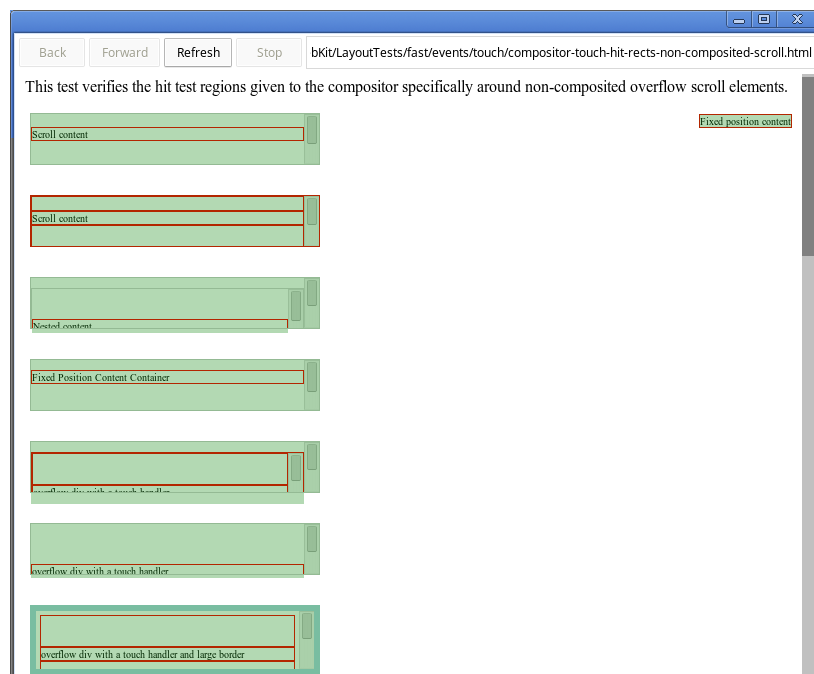 Back Forward Refresh Stop bKit/LayoutTests/fast/events/touch/compositor-touch-hit-rects-non-composited-scroll.html
This test verifies the hit test regions given to the compositor specifically around non-composited overflow scroll elements.
Fixed position content
Scroll content
Scroll content
Nested content
Fixed Position Content Container
overflow div with a touch handler
overflow div with a touch handler
overflow div with a touch handler and large border